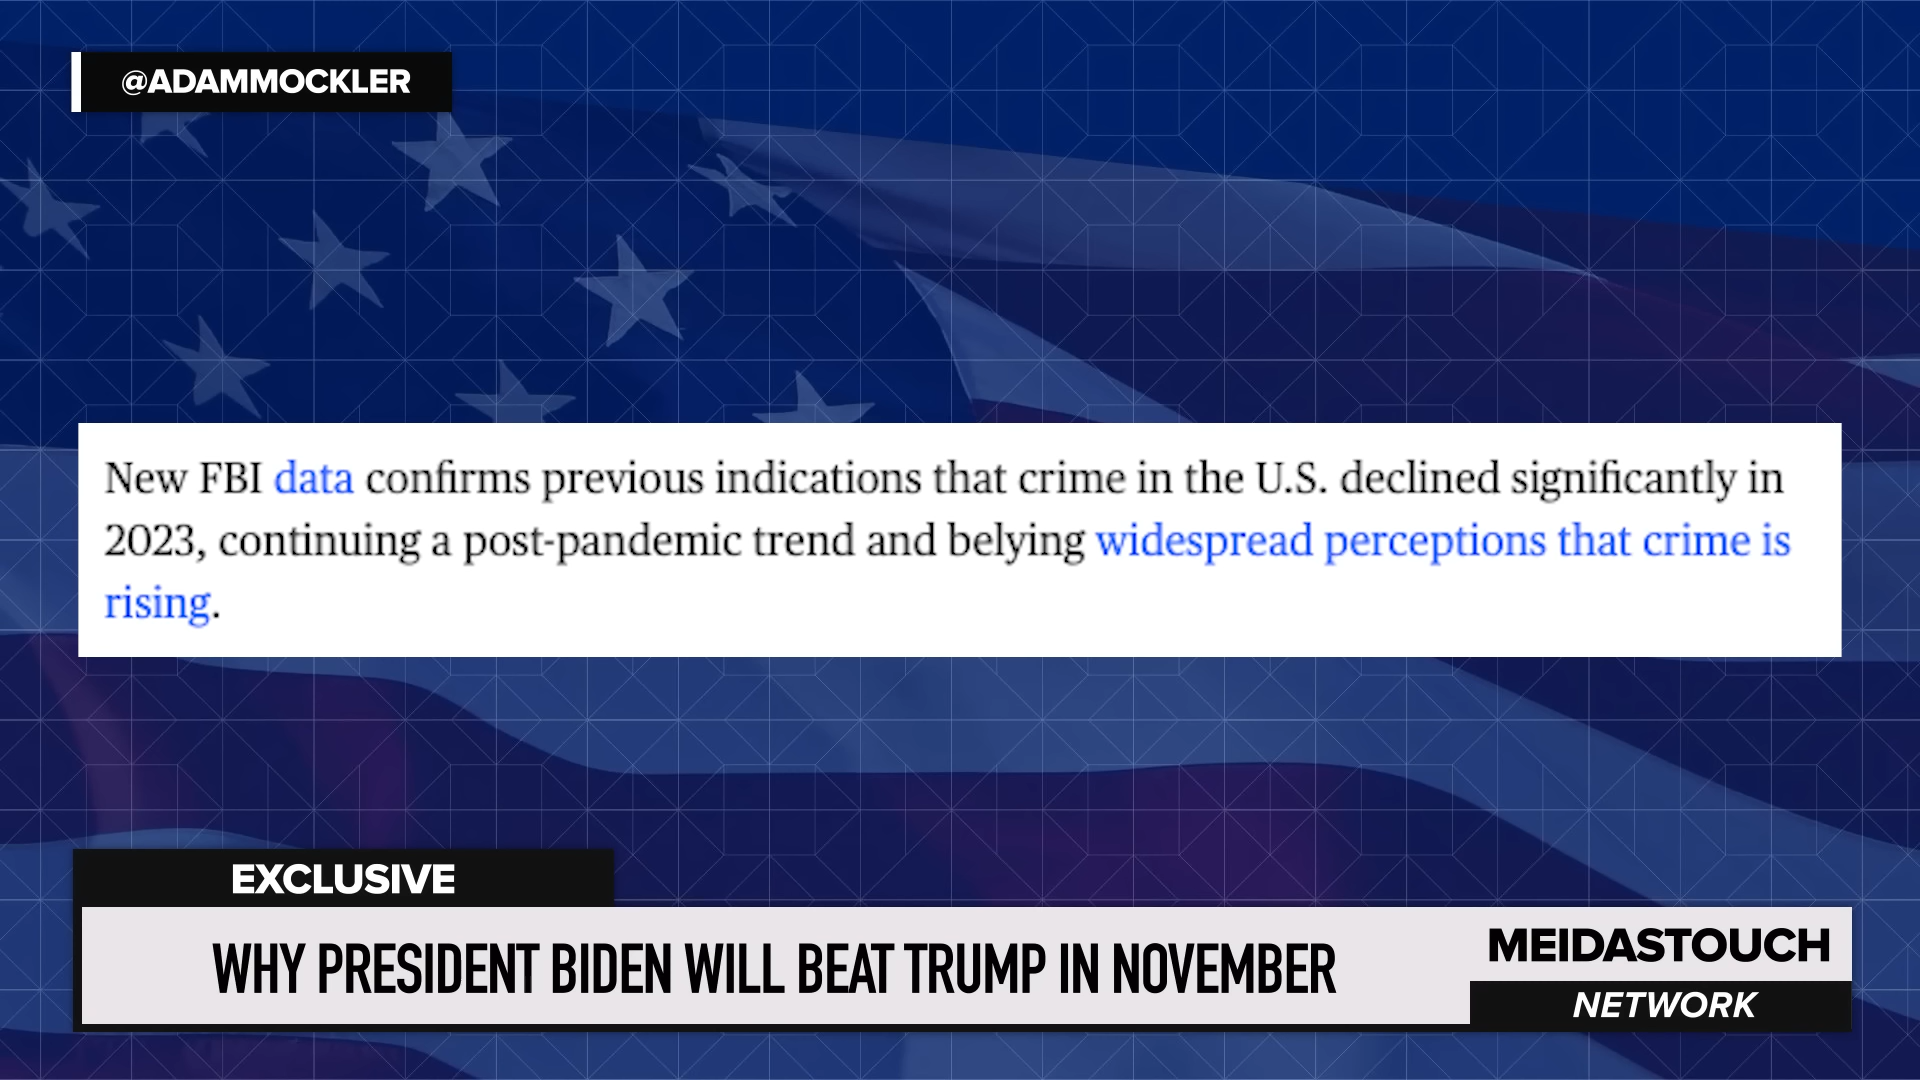 @ADAMMOCKLER
New FBI data confirms previous indications that crime in the U.S. declined significantly in
2023, continuing a post-pandemic trend and belying widespread perceptions that crime is
rising.
EXCLUSIVE
WHY PRESIDENT BIDEN WILL BEAT TRUMP IN NOVEMBER
MEIDASTOUCH
NETWORK